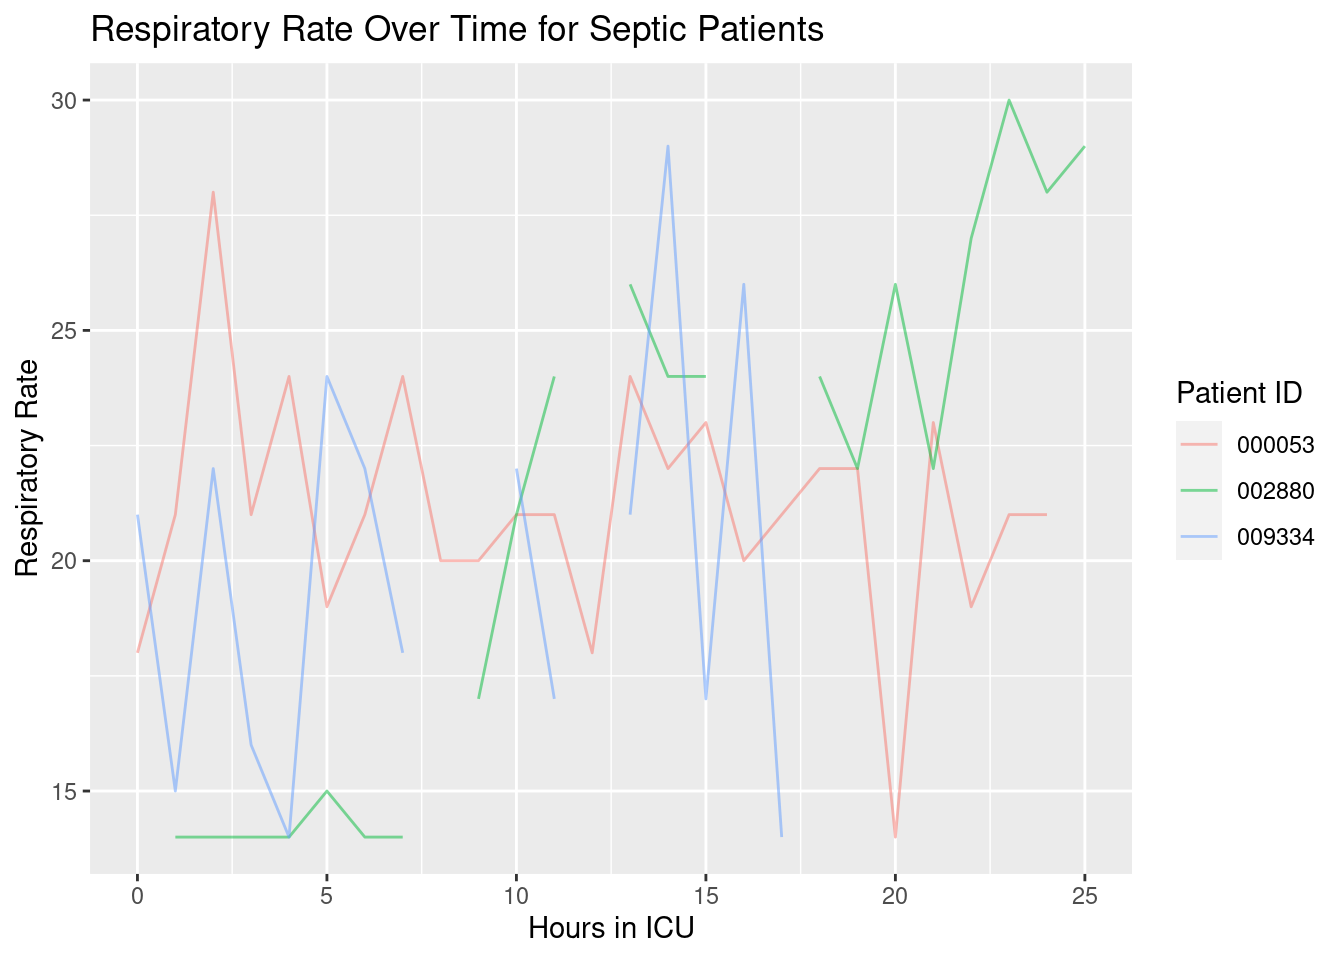 Respiratory Rate Over Time for Septic Patients
30
25
20
15
Respiratory Rate
0 5 10 15 20 25
Hours in ICU
Patient ID
000053
002880
009334